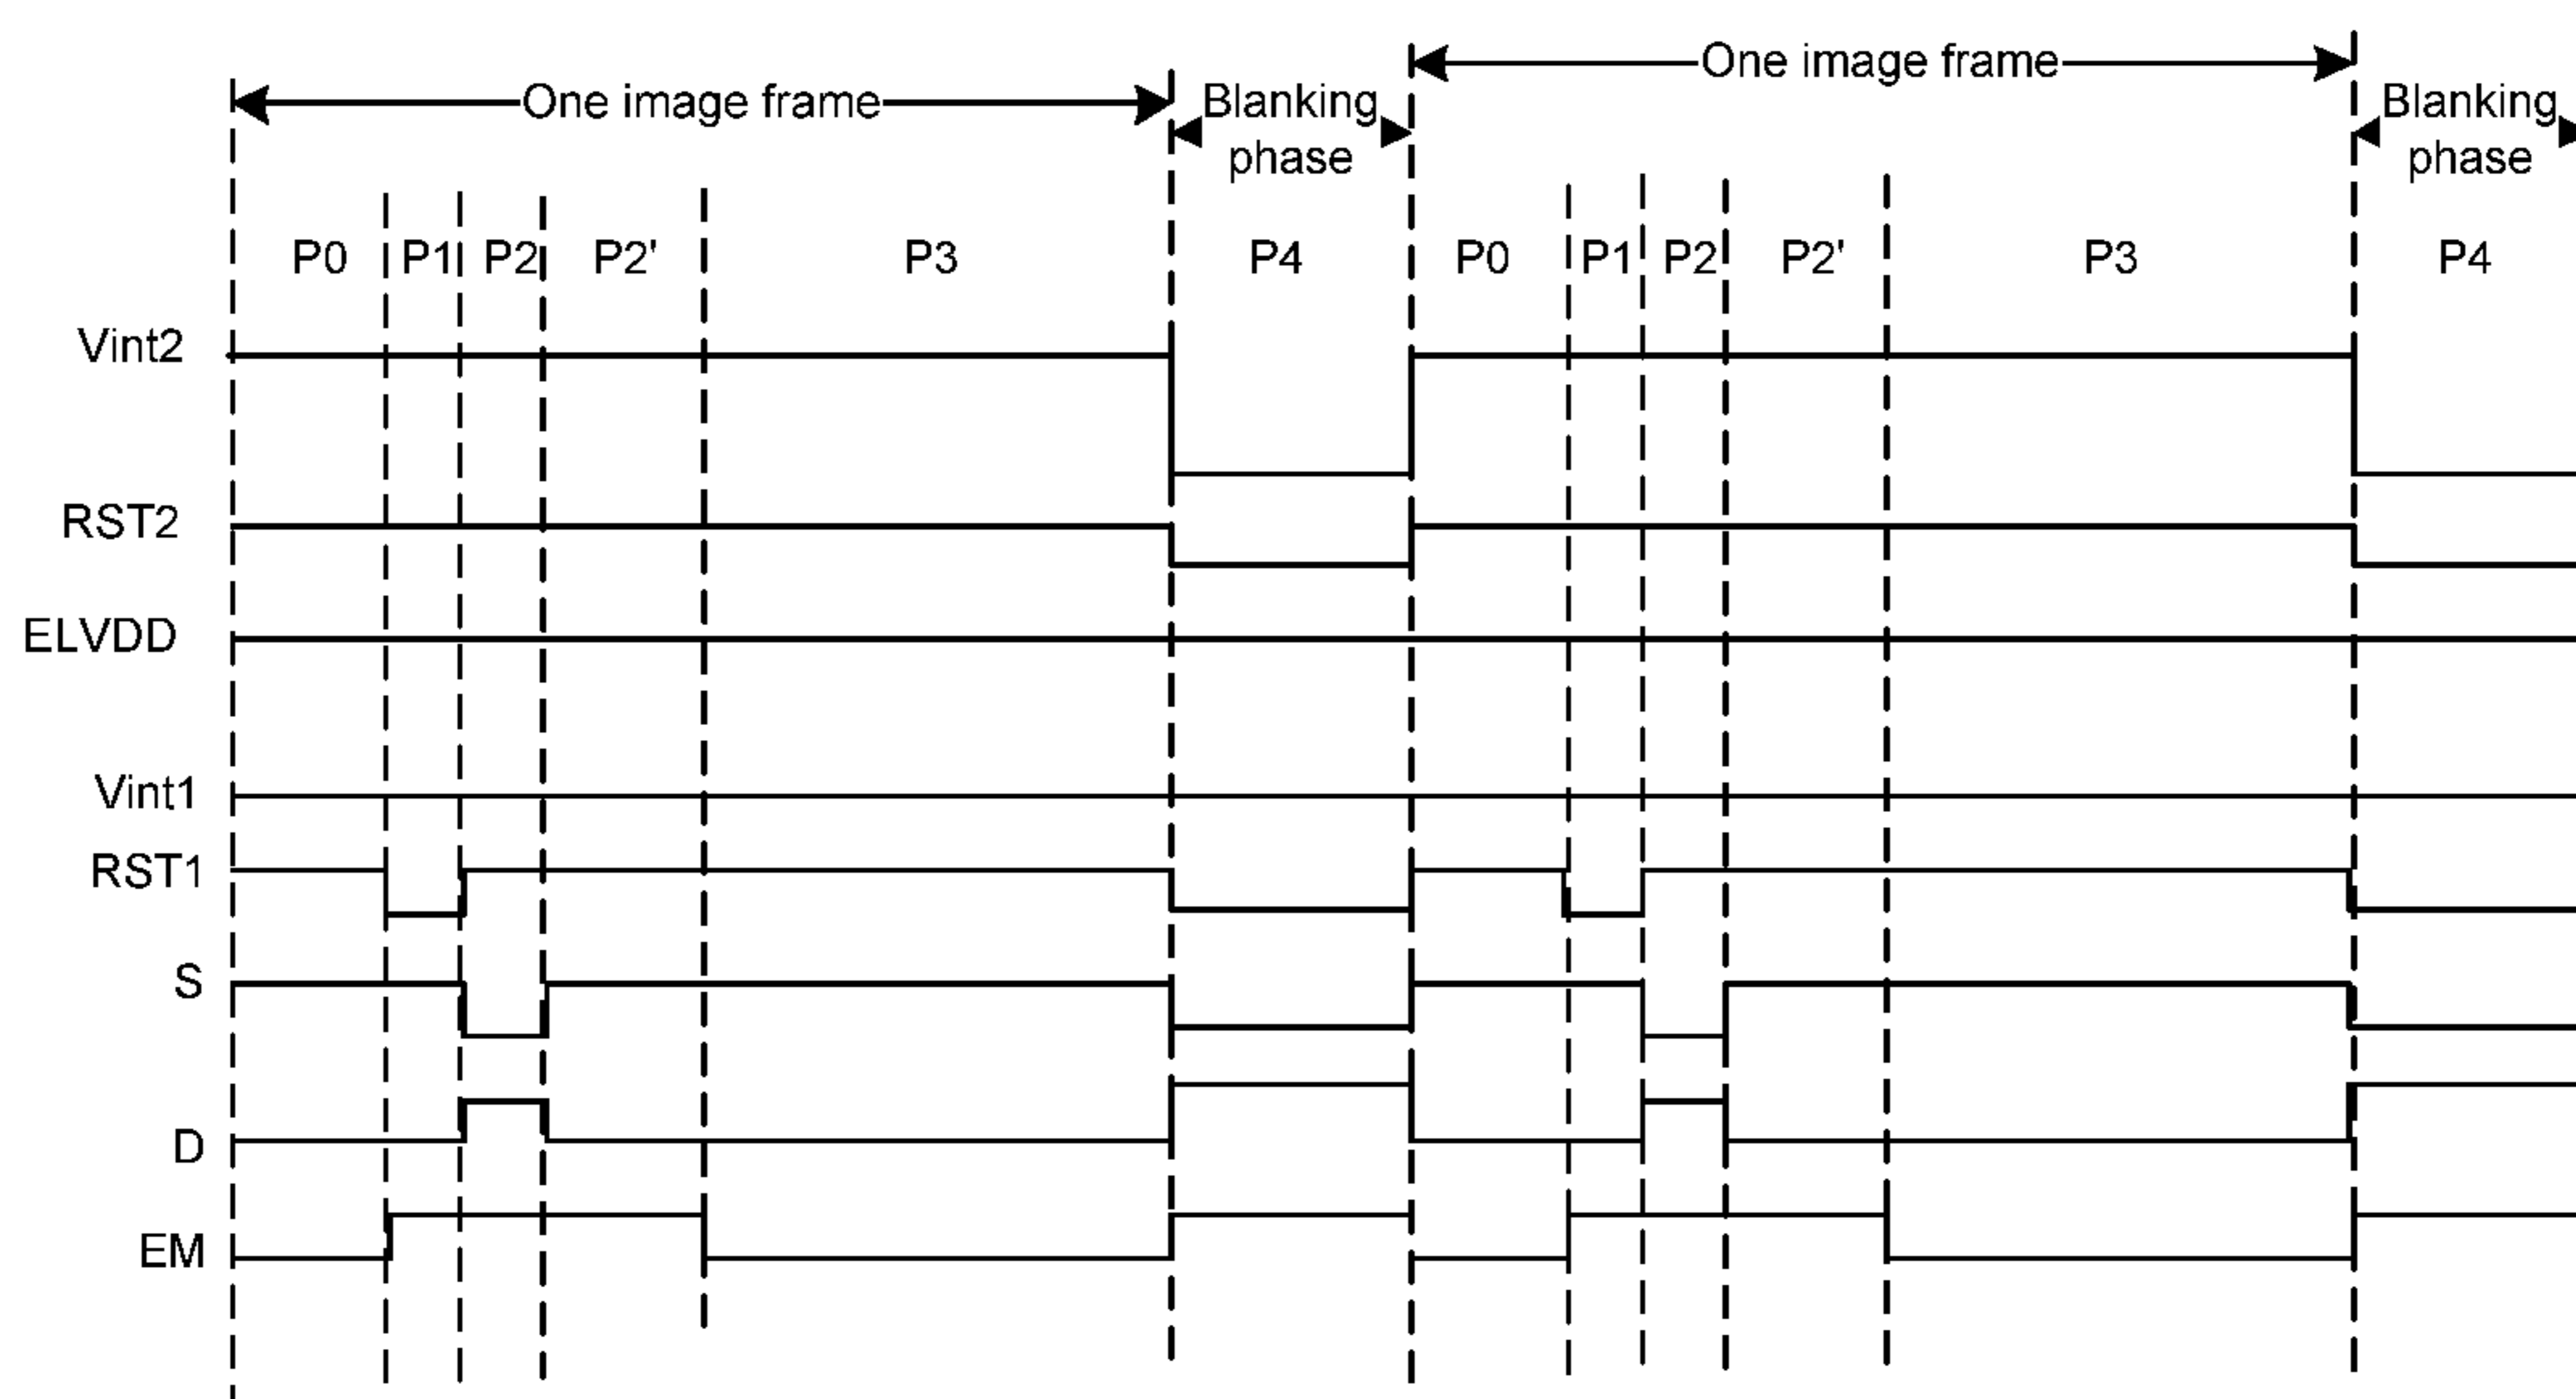 One image frame
One image frame
Blanking
phase
Blanking
phase
P0 P1 P2 P2' P3 P4 P0 P1 P2 P2' P3 P4
Vint2
RST2
ELVDD
Vint1
RST1
S
D
EM